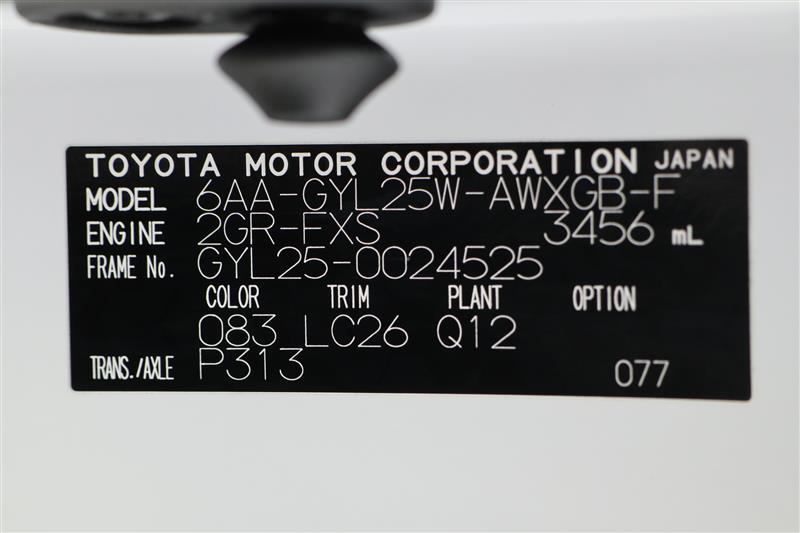 TOYOTA MOTOR CORPORATION JAPAN
MODEL 6AA-GYL25W-AWXGB-F
ENGINE 2GR-FXS 3456 mL
FRAME No. GYL25-0024525
COLOR TRIM PLANT OPTION
083 LC26 Q12
TRANS./AXLE P313 077